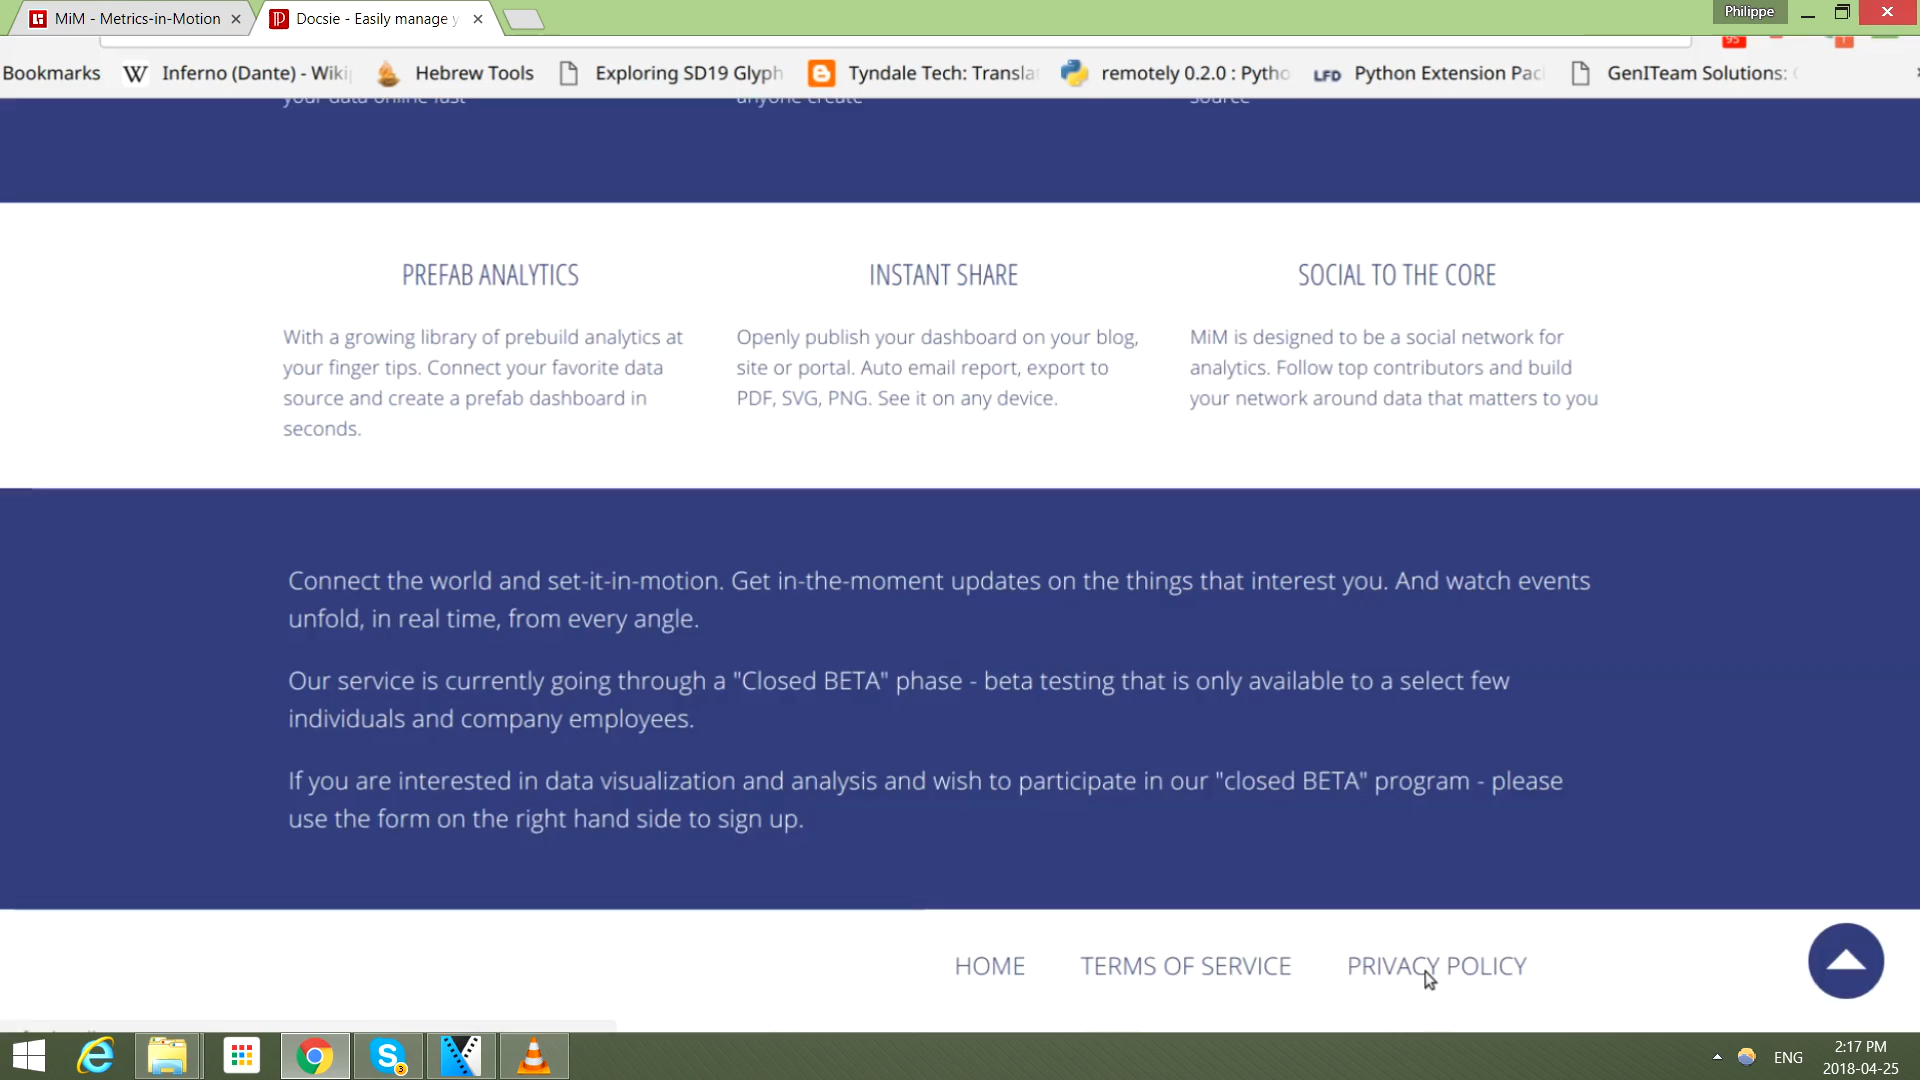 MiM - Metrics-in-Motion
Docsie - Easily manage y
Philippe
Bookmarks
Inferno (Dante) - Wiki
Hebrew Tools
Exploring SD19 Glyph
Tyndale Tech: Transla
remotely 0.2.0 : Pytho
LFD
Python Extension Pac
GenITeam Solutions:
your data online fast
anyone create
source
PREFAB ANALYTICS
With a growing library of prebuild analytics at
your finger tips. Connect your favorite data
source and create a prefab dashboard in
seconds.
INSTANT SHARE
Openly publish your dashboard on your blog,
site or portal. Auto email report, export to
PDF, SVG, PNG. See it on any device.
SOCIAL TO THE CORE
MiM is designed to be a social network for
analytics. Follow top contributors and build
your network around data that matters to you
Connect the world and set-it-in-motion. Get in-the-moment updates on the things that interest you. And watch events
unfold, in real time, from every angle.
Our service is currently going through a "Closed BETA" phase - beta testing that is only available to a select few
individuals and company employees.
If you are interested in data visualization and analysis and wish to participate in our "closed BETA" program - please
use the form on the right hand side to sign up.
HOME
TERMS OF SERVICE
PRIVACY POLICY
3
ENG
2:17 PM
2018-04-25